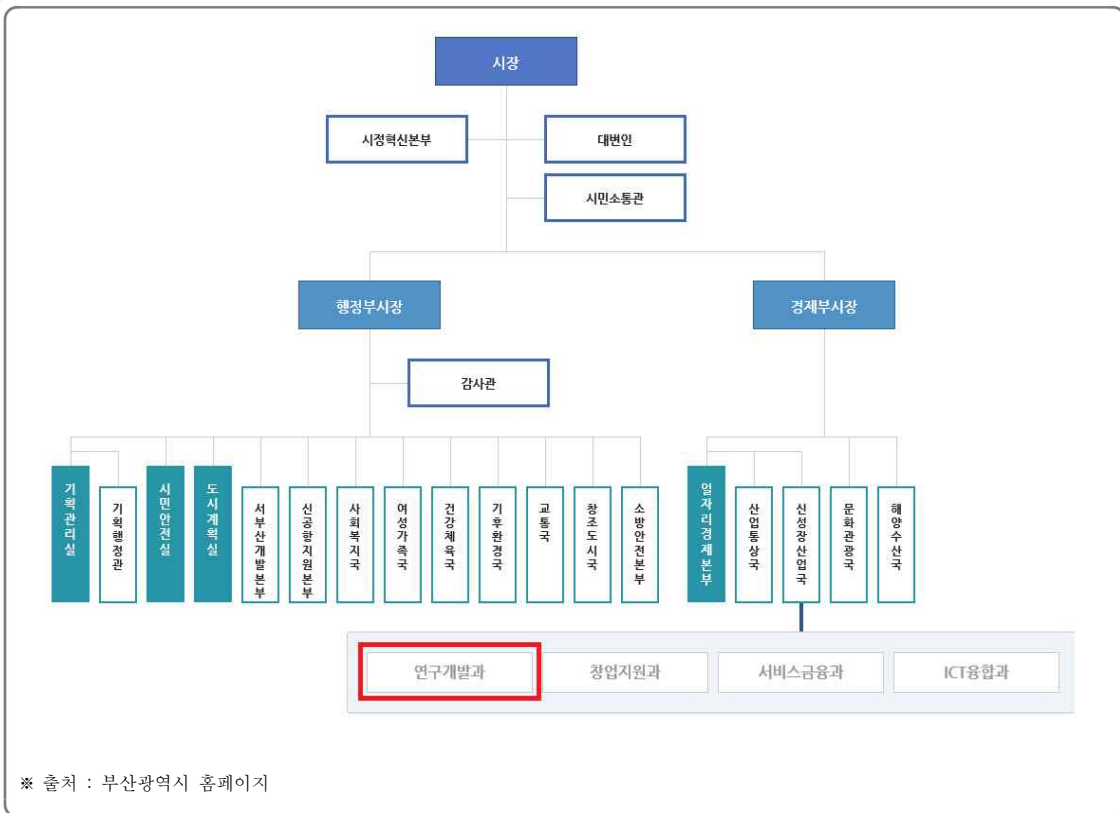 시장
시정혁신본부
대변인
시민소통관
행정부시장
경제부시장
감사관
기획관리실
기획행정관
시민안전실
도시계획실
서부산개발본부
신공항지원본부
사회복지국
여성가족국
건강체육국
기후환경국
교통국
창조도시국
소방안전본부
일자리경제본부
산업통상국
신성장산업국
문화관광국
해양수산국
연구개발과
창업지원과
서비스금융과
ICT융합과
※ 출처 : 부산광역시 홈페이지